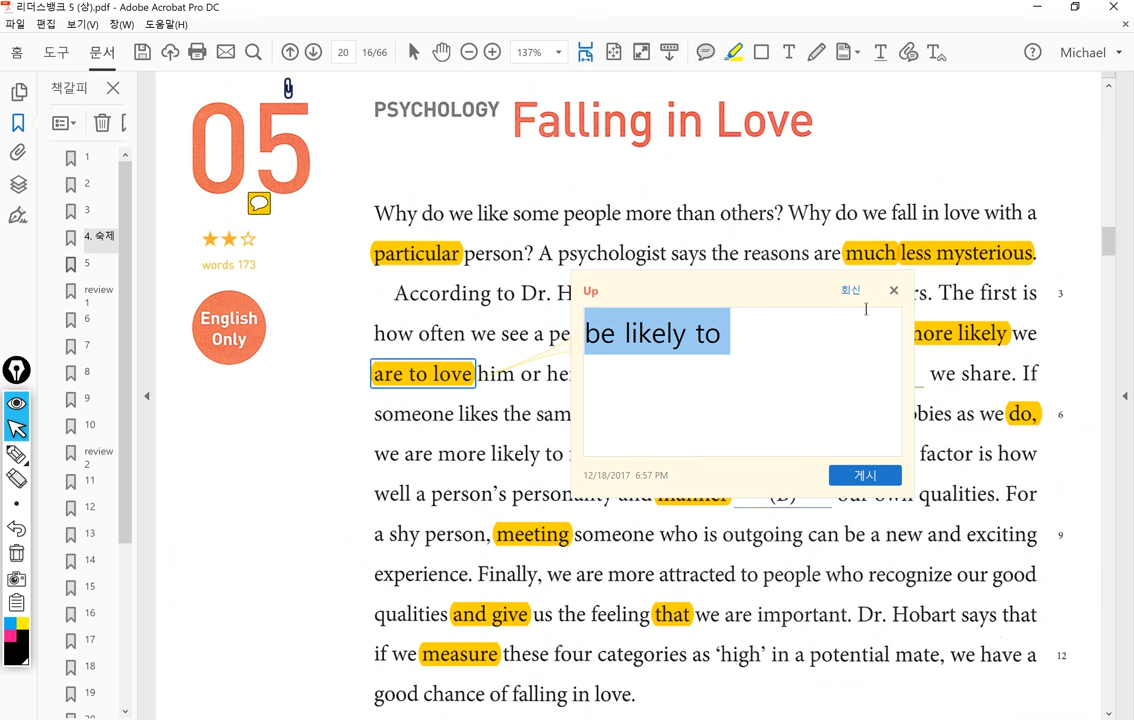 리더스뱅크 5 (상).pdf - Adobe Acrobat Pro DC
파일 편집 보기(V) 창(W) 도움말(H)
홈 도구 문서 20 16/66 137% Michael
책갈피
1
2
3
4. 숙제
5
review 1
6
7
8
9
10
review 2
11
12
13
14
15
16
17
18
19
05
words 173
English
Only
PSYCHOLOGY Falling in Love
Why do we like some people more than others? Why do we fall in love with a
particular person? A psychologist says the reasons are much less mysterious.
According to Dr. H rs. The first is 3
how often we see a pe more likely we
are to love him or he we share. If
someone likes the sam bies as we do, 6
we are more likely to factor is how
well a person's personality and manner (B) our own qualities. For
a shy person, meeting someone who is outgoing can be a new and exciting 9
experience. Finally, we are more attracted to people who recognize our good
qualities and give us the feeling that we are important. Dr. Hobart says that
if we measure these four categories as 'high' in a potential mate, we have a 12
good chance of falling in love.
Up 회신
be likely to
12/18/2017 6:57 PM 게시